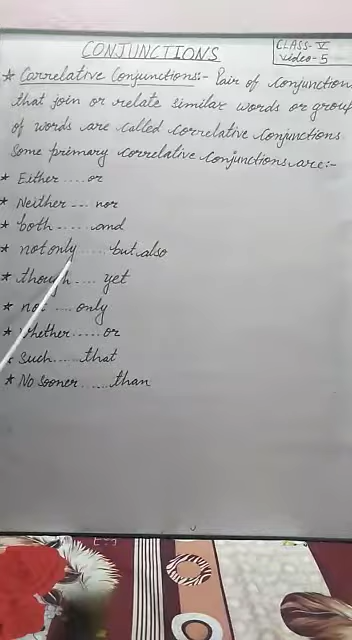 CONJUNCTIONS
CLASS-V
Video-5
* Correlative Conjunctions:- Pair of conjunction
that join or relate similar words or group
of words are called correlative conjunctions.
Some primary correlative conjunctions are:-
* Either .... or
* Neither --- nor
* both ..... and
* not only ..... but also
* though .... yet
* not .... only
* Whether ..... or
* Such ..... that
* No sooner ..... than